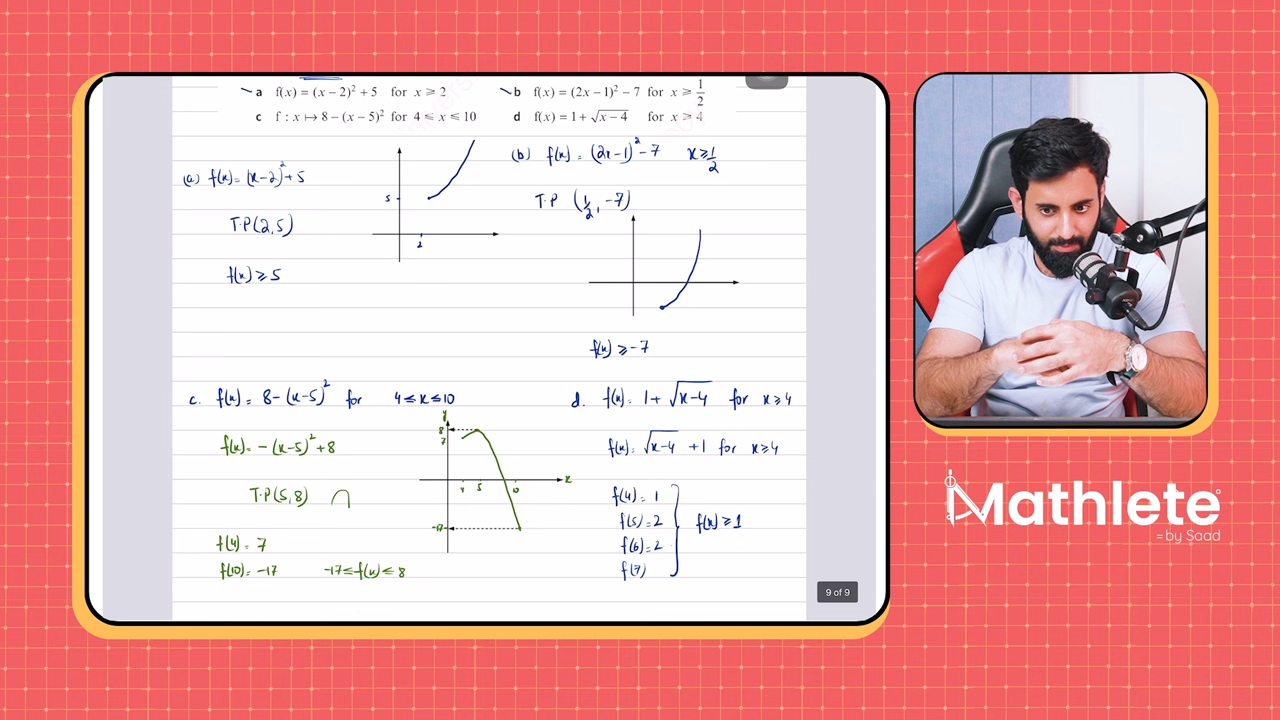 a f(x) = (x − 2)² + 5 for x ⩾ 2
b f(x) = (2x − 1)² − 7 for x ⩾ 1/2
c f : x ↦ 8 − (x − 5)² for 4 ⩽ x ⩽ 10
d f(x) = 1 + √(x − 4) for x ⩾ 4
(a) f(x) = (x-2)² + 5
T.P (2,5)
f(x) ≥ 5
5
2
(b) f(x) = (2x-1)² - 7 x ≥ 1/2
T.P (1/2, -7)
f(x) ≥ -7
c. f(x) = 8 - (x-5)² for 4 ≤ x ≤ 10
f(x) = -(x-5)² + 8
T.P (5,8)
f(4) = 7
f(10) = -17 -17 ≤ f(x) ≤ 8
y
8
7
4 5 10 x
-17
d. f(x) = 1 + √(x-4) for x ≥ 4
f(x) = √(x-4) + 1 for x ≥ 4
f(4) = 1
f(5) = 2 f(x) ≥ 1
f(6) = 2
f(7)
9 of 9
Mathlete
= by Saad